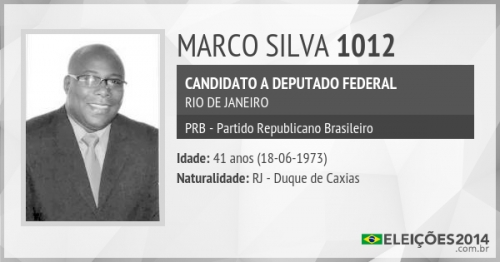 MARCO SILVA 1012
CANDIDATO A DEPUTADO FEDERAL
RIO DE JANEIRO
PRB - Partido Republicano Brasileiro
Idade: 41 anos (18-06-1973)
Naturalidade: RJ - Duque de Caxias
ELEIÇÕES2014
.com.br